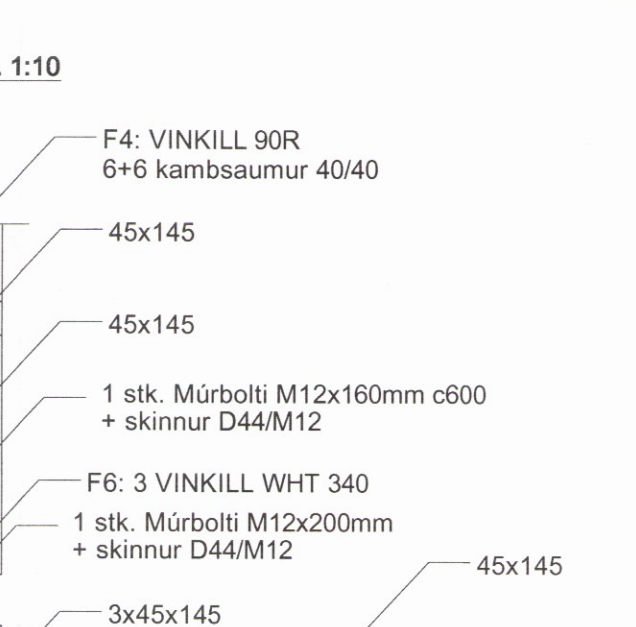 1:10
F4: VINKILL 90R
6+6 kambsaumur 40/40
45x145
45x145
1 stk. Múrbolti M12x160mm c600
+ skinnur D44/M12
F6: 3 VINKILL WHT 340
1 stk. Múrbolti M12x200mm
+ skinnur D44/M12
45x145
3x45x145